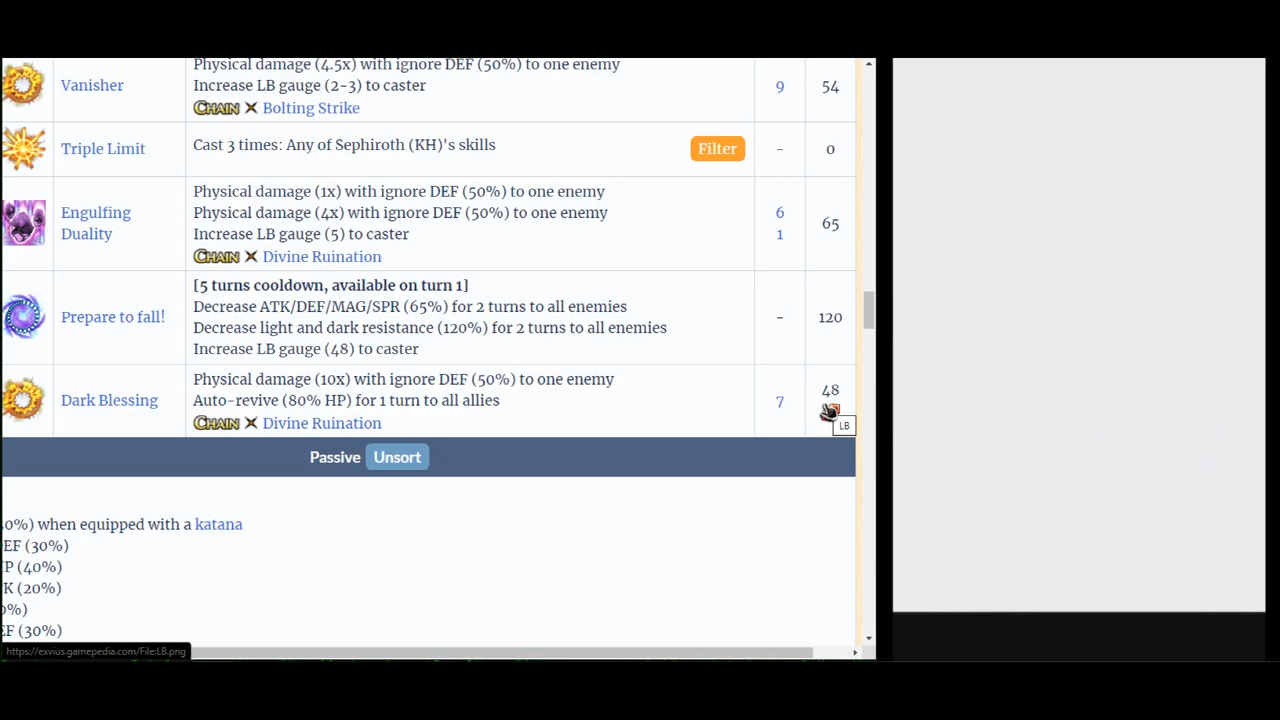 Physical damage (4.5x) with ignore DEF (50%) to one enemy
Vanisher
Increase LB gauge (2-3) to caster
9
54
CHAIN Bolting Strike
Triple Limit
Cast 3 times: Any of Sephiroth (KH)'s skills
Filter
-
0
Engulfing
Duality
Physical damage (1x) with ignore DEF (50%) to one enemy
Physical damage (4x) with ignore DEF (50%) to one enemy
Increase LB gauge (5) to caster
CHAIN Divine Ruination
6
1
65
Prepare to fall!
[5 turns cooldown, available on turn 1]
Decrease ATK/DEF/MAG/SPR (65%) for 2 turns to all enemies
Decrease light and dark resistance (120%) for 2 turns to all enemies
Increase LB gauge (48) to caster
-
120
Dark Blessing
Physical damage (10x) with ignore DEF (50%) to one enemy
Auto-revive (80% HP) for 1 turn to all allies
CHAIN Divine Ruination
7
48
LB
Passive Unsort
0%) when equipped with a katana
EF (30%)
IP (40%)
K (20%)
0%)
EF (30%)
https://exvius.gamepedia.com/File:LB.png